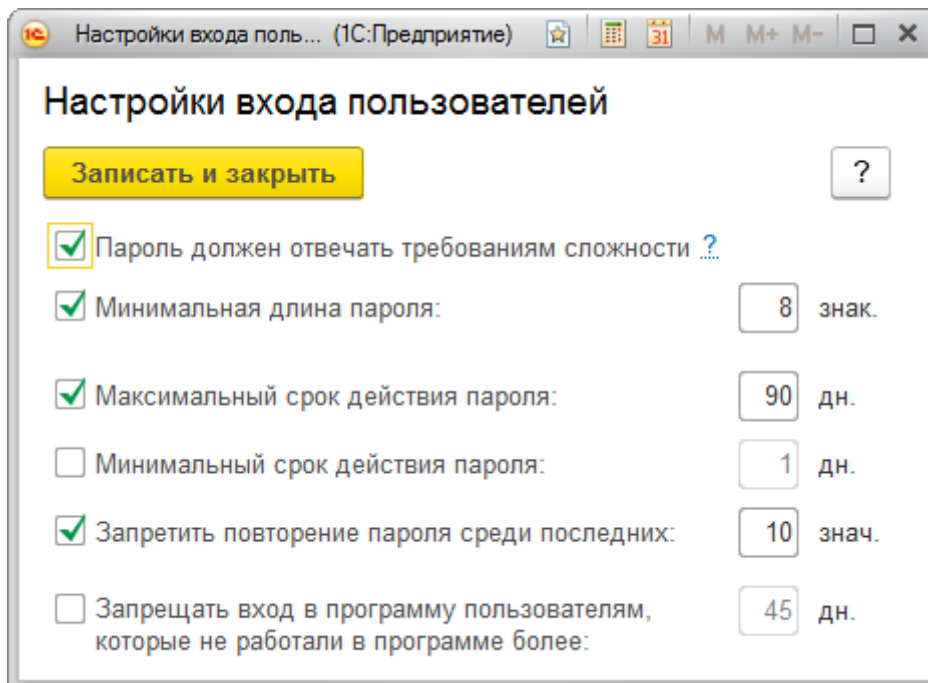 1С Настройки входа поль... (1С:Предприятие) 31 M M+ M-
Настройки входа пользователей
Записать и закрыть ?
Пароль должен отвечать требованиям сложности ?
Минимальная длина пароля: 8 знак.
Максимальный срок действия пароля: 90 дн.
Минимальный срок действия пароля: 1 дн.
Запретить повторение пароля среди последних: 10 знач.
Запрещать вход в программу пользователям, 45 дн.
которые не работали в программе более: